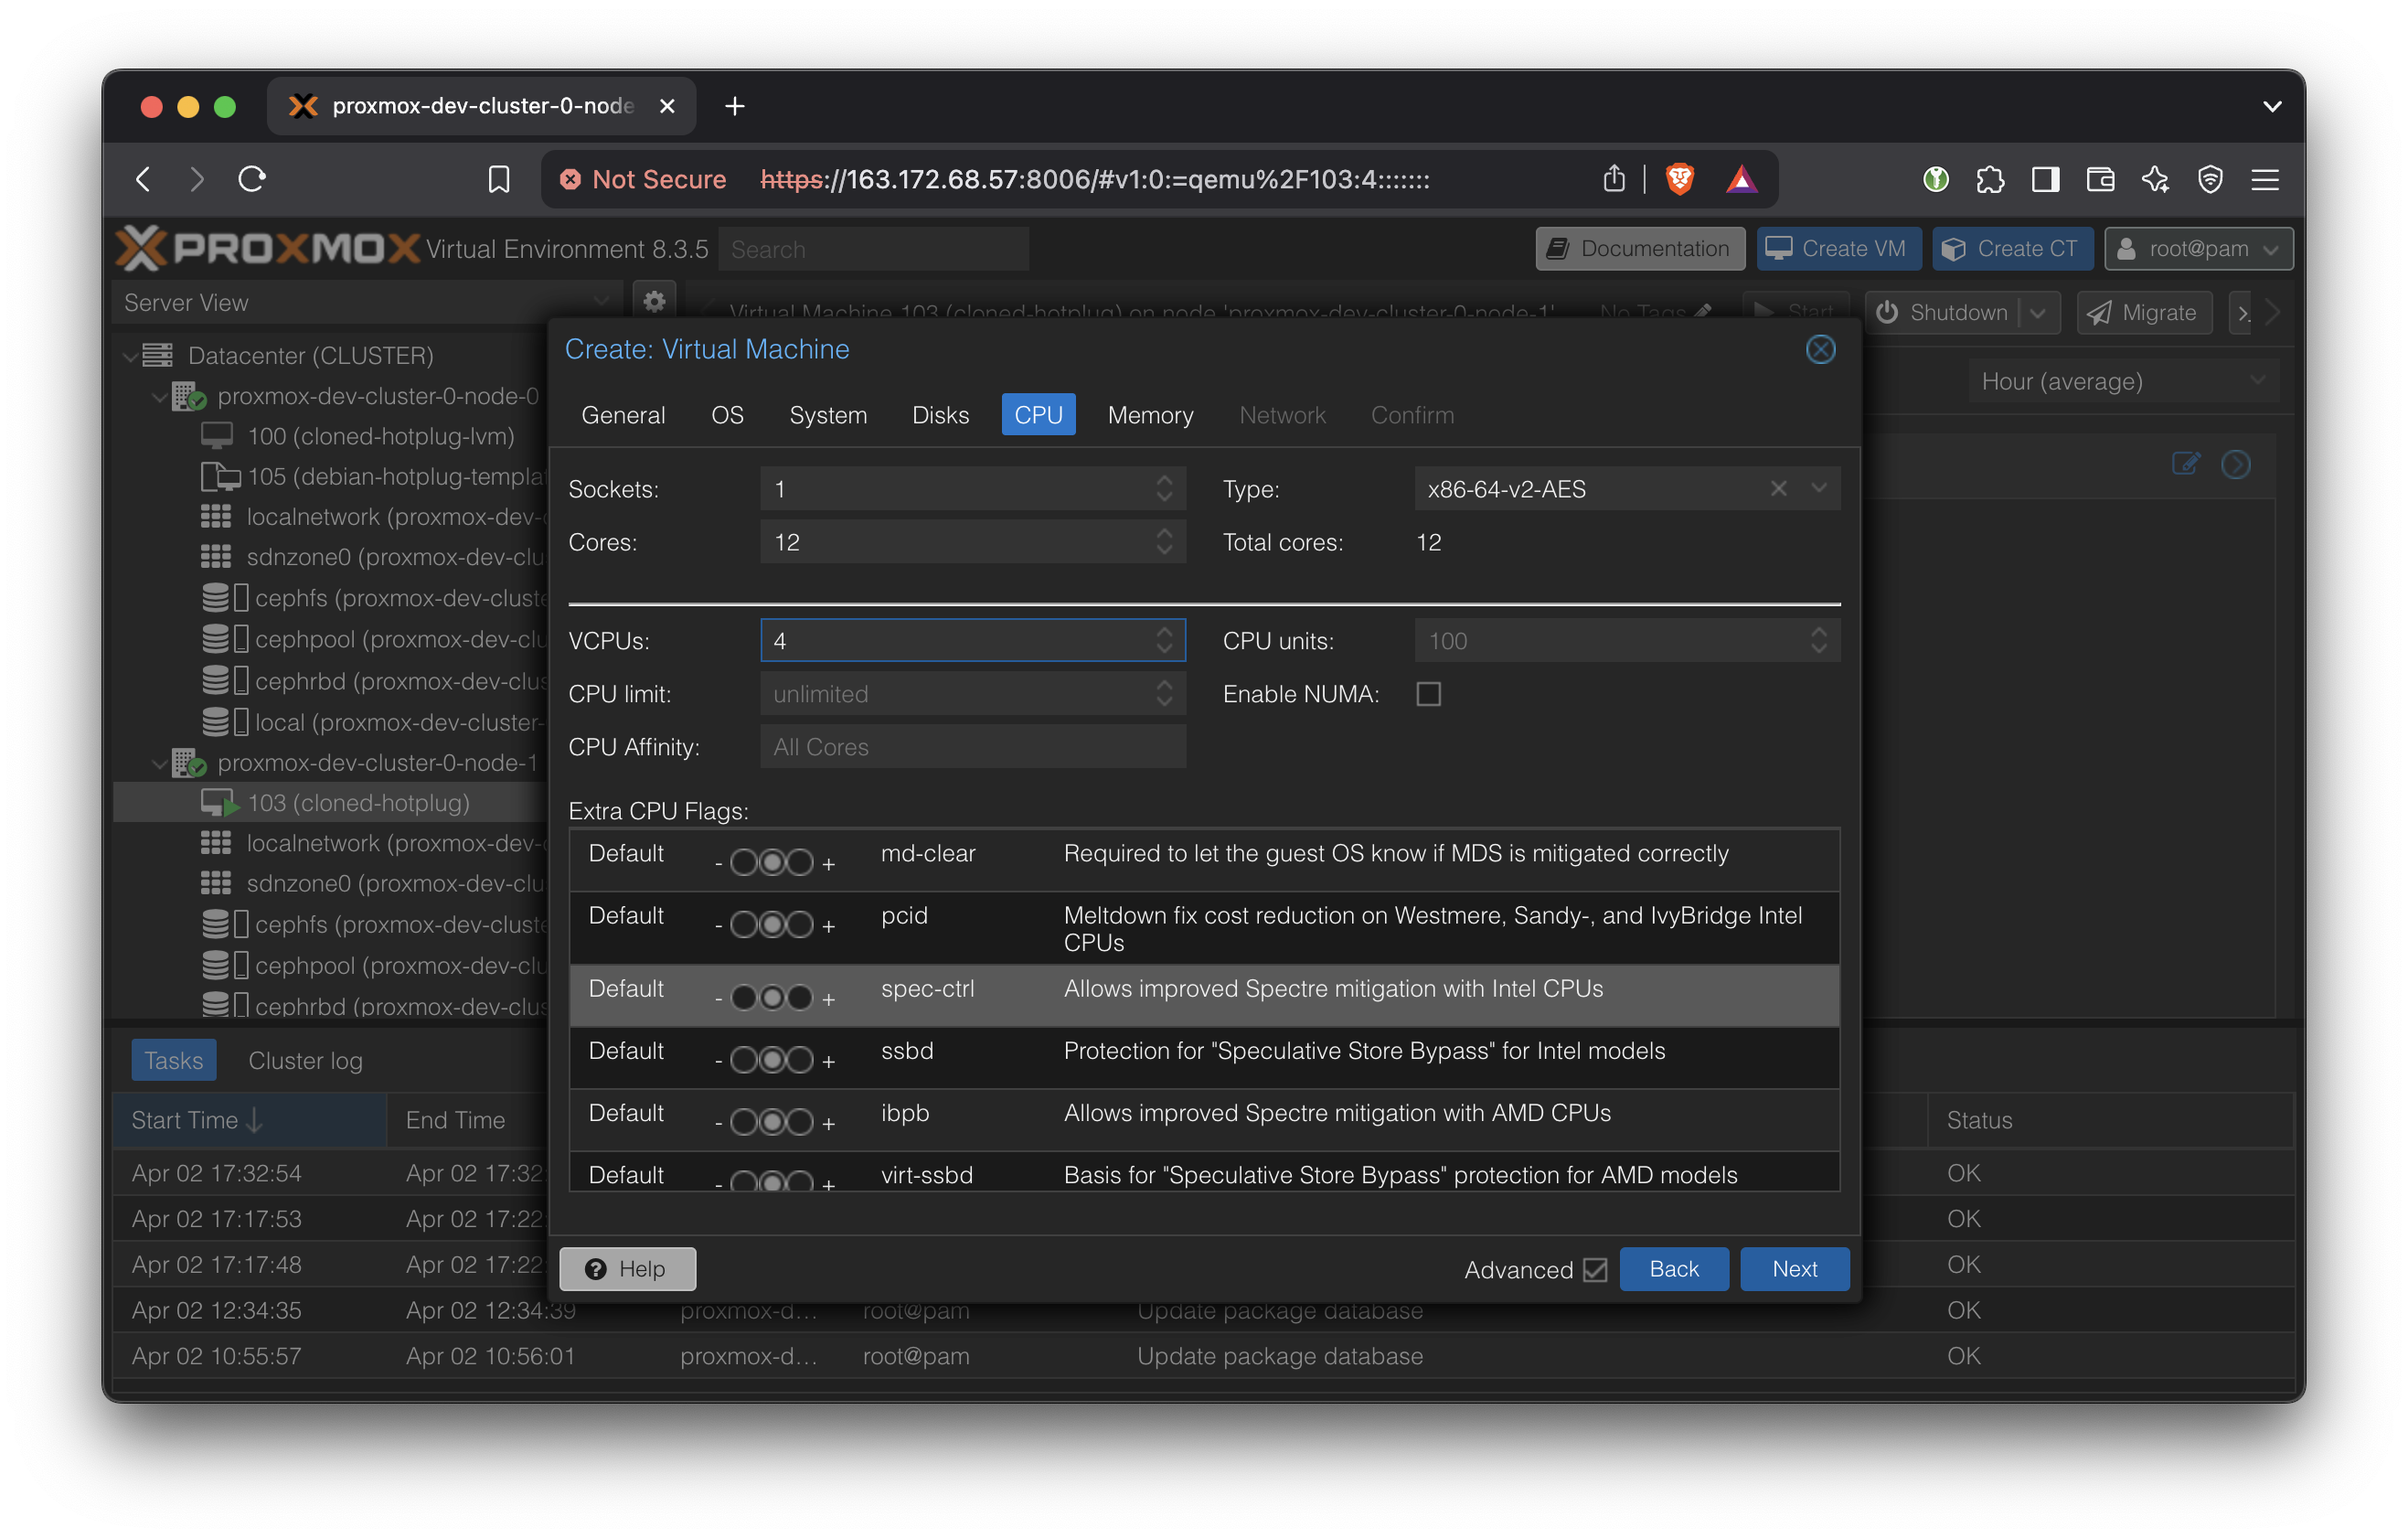 proxmox-dev-cluster-0-node
Not Secure https://163.172.68.57:8006/#v1:0:=qemu%2F103:4:::::::
PROXMOX Virtual Environment 8.3.5 Search Documentation Create VM Create CT root@pam
Server View
Virtual Machine 103 (cloned-hotplug) on node 'proxmox-dev-cluster-0-node-1' No Tags Start Shutdown Migrate >_
Hour (average)
Datacenter (CLUSTER)
proxmox-dev-cluster-0-node-0
100 (cloned-hotplug-lvm)
105 (debian-hotplug-templat
localnetwork (proxmox-dev-c
sdnzone0 (proxmox-dev-clu
cephfs (proxmox-dev-cluste
cephpool (proxmox-dev-clu
cephrbd (proxmox-dev-clus
local (proxmox-dev-cluster-
proxmox-dev-cluster-0-node-1
103 (cloned-hotplug)
localnetwork (proxmox-dev-c
sdnzone0 (proxmox-dev-clu
cephfs (proxmox-dev-cluste
cephpool (proxmox-dev-clu
cephrbd (proxmox-dev-clus
Create: Virtual Machine
General OS System Disks CPU Memory Network Confirm
Sockets: 1 Type: x86-64-v2-AES
Cores: 12 Total cores: 12
VCPUs: 4 CPU units: 100
CPU limit: unlimited Enable NUMA:
CPU Affinity: All Cores
Extra CPU Flags:
Default - + md-clear Required to let the guest OS know if MDS is mitigated correctly
Default - + pcid Meltdown fix cost reduction on Westmere, Sandy-, and IvyBridge Intel
CPUs
Default - + spec-ctrl Allows improved Spectre mitigation with Intel CPUs
Default - + ssbd Protection for "Speculative Store Bypass" for Intel models
Default - + ibpb Allows improved Spectre mitigation with AMD CPUs
Default - + virt-ssbd Basis for "Speculative Store Bypass" protection for AMD models
Help Advanced Back Next
Tasks Cluster log
Start Time End Time Status
Apr 02 17:32:54 Apr 02 17:32: OK
Apr 02 17:17:53 Apr 02 17:22: OK
Apr 02 17:17:48 Apr 02 17:22: OK
Apr 02 12:34:35 Apr 02 12:34:39 proxmox-d... root@pam Update package database OK
Apr 02 10:55:57 Apr 02 10:56:01 proxmox-d... root@pam Update package database OK